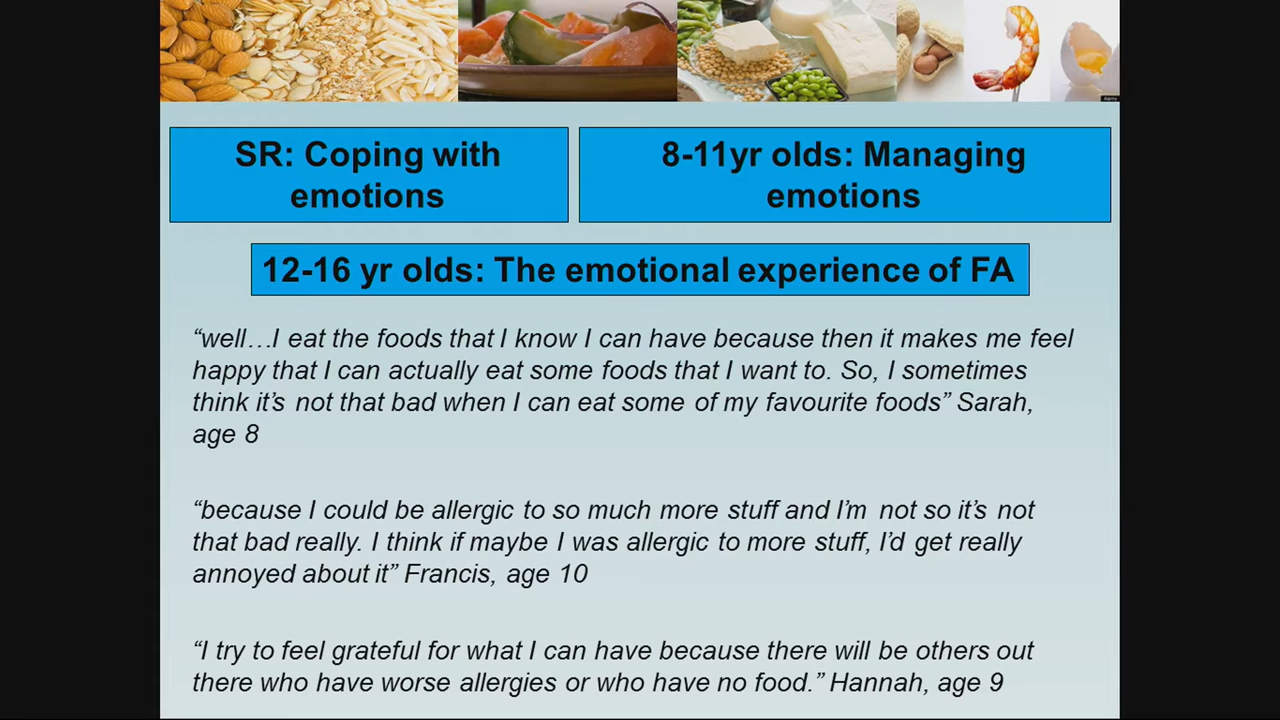 SR: Coping with
emotions
8-11yr olds: Managing
emotions
12-16 yr olds: The emotional experience of FA
“well…I eat the foods that I know I can have because then it makes me feel
happy that I can actually eat some foods that I want to. So, I sometimes
think it’s not that bad when I can eat some of my favourite foods” Sarah,
age 8
“because I could be allergic to so much more stuff and I’m not so it’s not
that bad really. I think if maybe I was allergic to more stuff, I’d get really
annoyed about it” Francis, age 10
“I try to feel grateful for what I can have because there will be others out
there who have worse allergies or who have no food.” Hannah, age 9